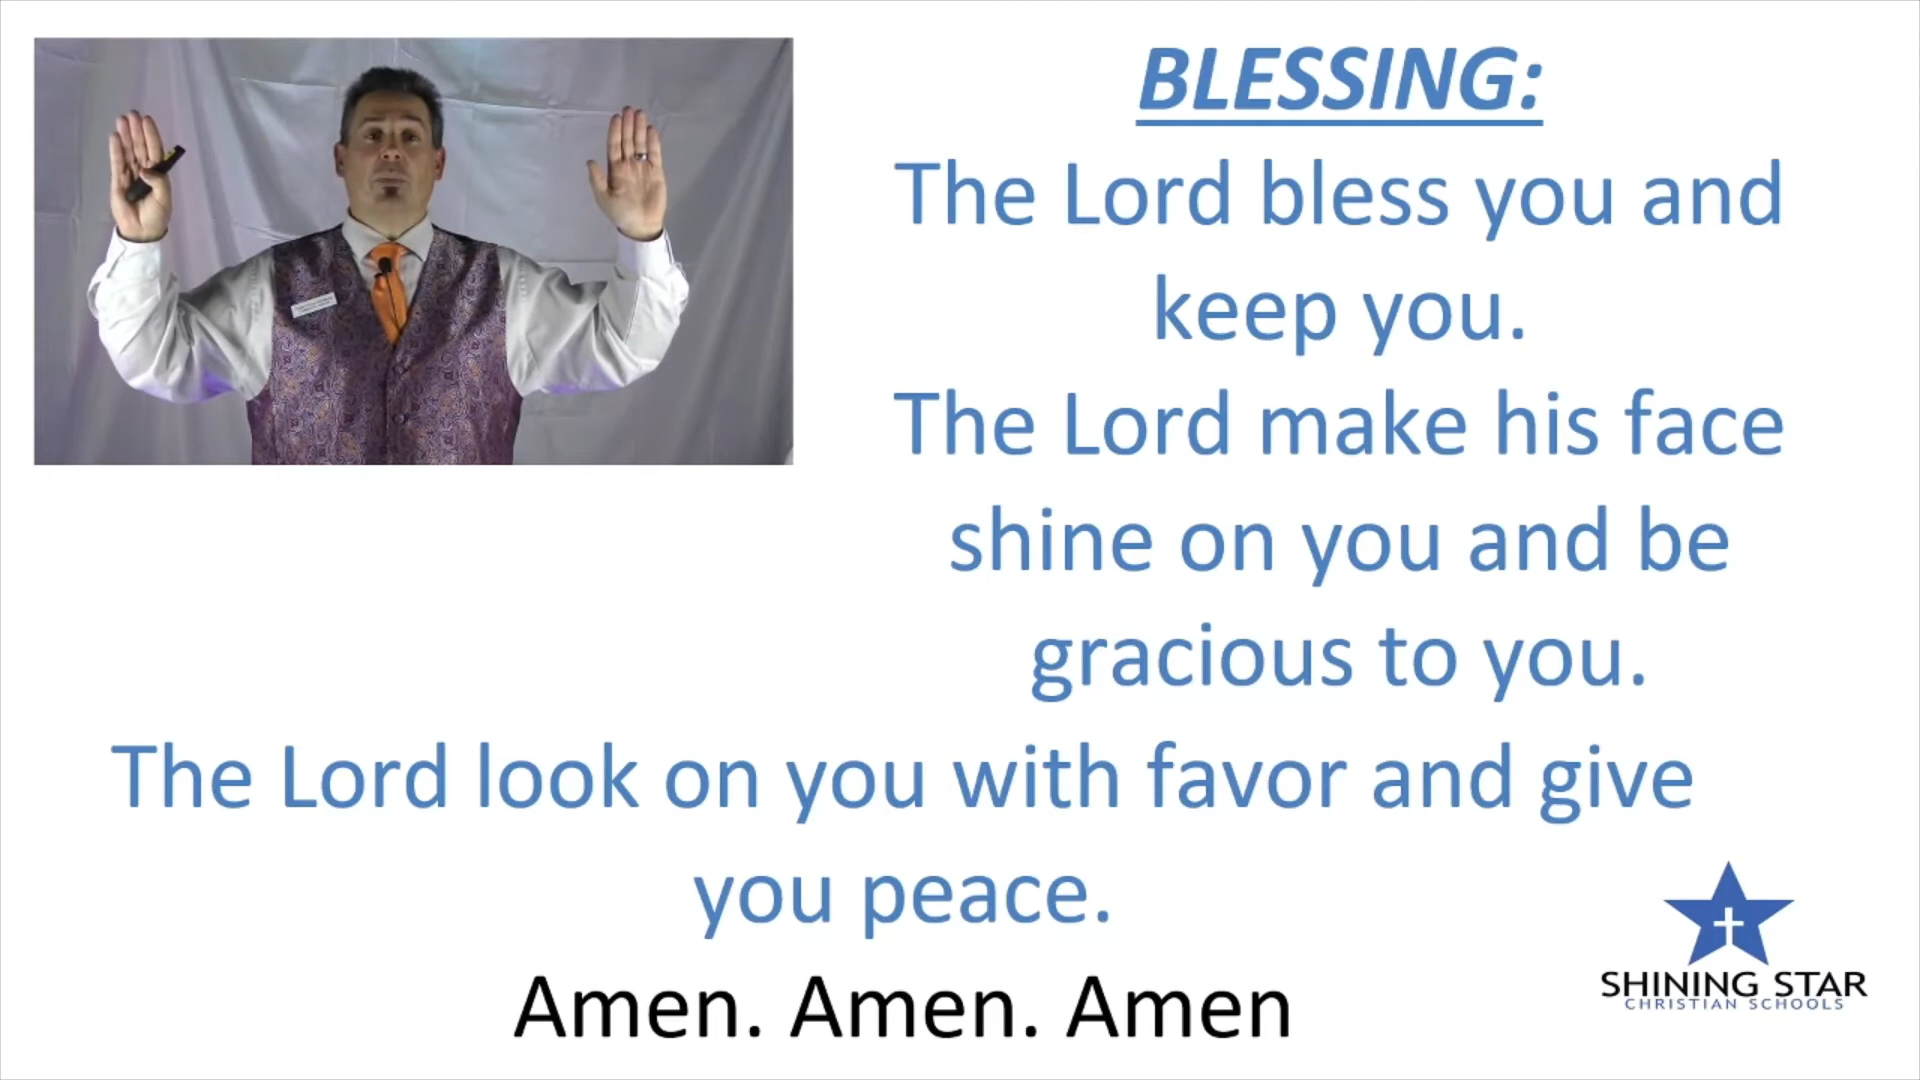 BLESSING:
The Lord bless you and
keep you.
The Lord make his face
shine on you and be
gracious to you.
The Lord look on you with favor and give
you peace.
Amen. Amen. Amen
SHINING STAR
CHRISTIAN SCHOOLS